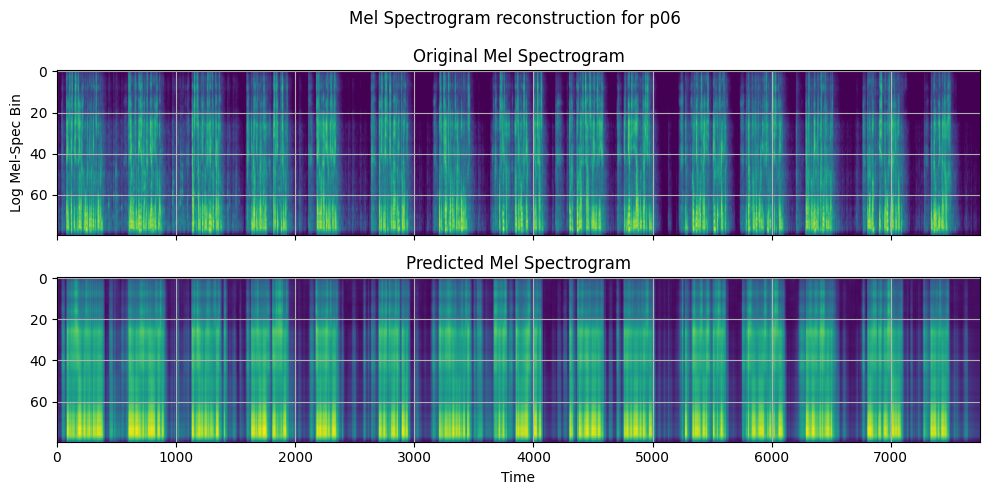 Mel Spectrogram reconstruction for p06
Original Mel Spectrogram
0
20
40
60
Log Mel-Spec Bin
Predicted Mel Spectrogram
0
20
40
60
0 1000 2000 3000 4000 5000 6000 7000
Time